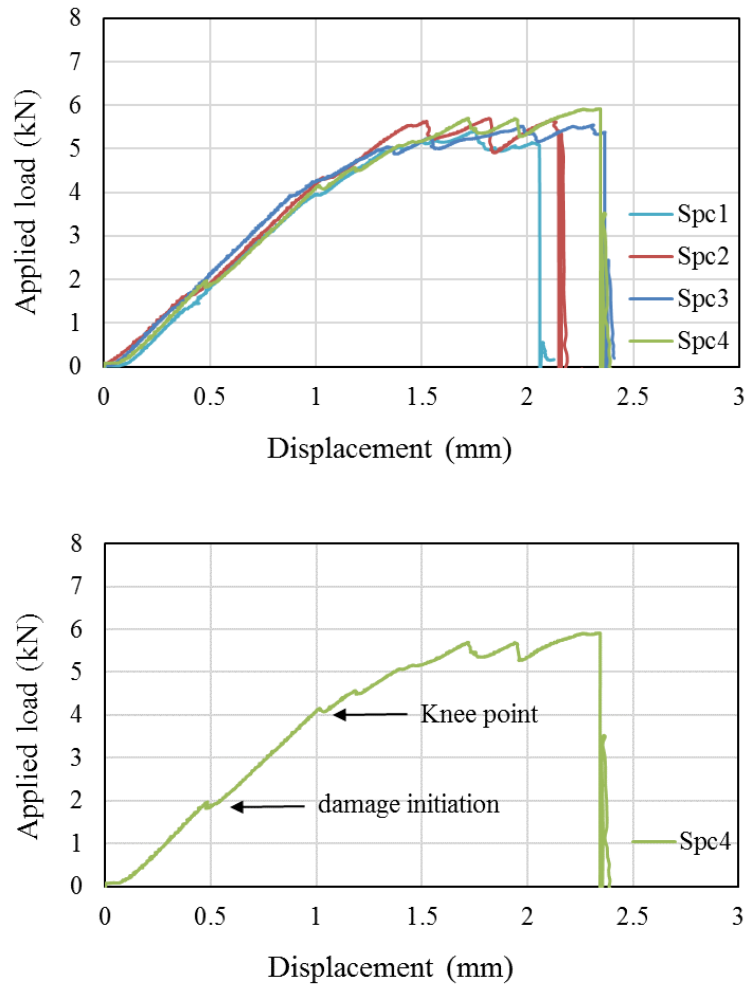 8
7
6
5
4
3
2
1
0
Applied load (kN)
Spc1
Spc2
Spc3
Spc4
0 0.5 1 1.5 2 2.5 3
Displacement (mm)
8
7
6
5
4
3
2
1
0
Applied load (kN)
Knee point
damage initiation
Spc4
0 0.5 1 1.5 2 2.5 3
Displacement (mm)